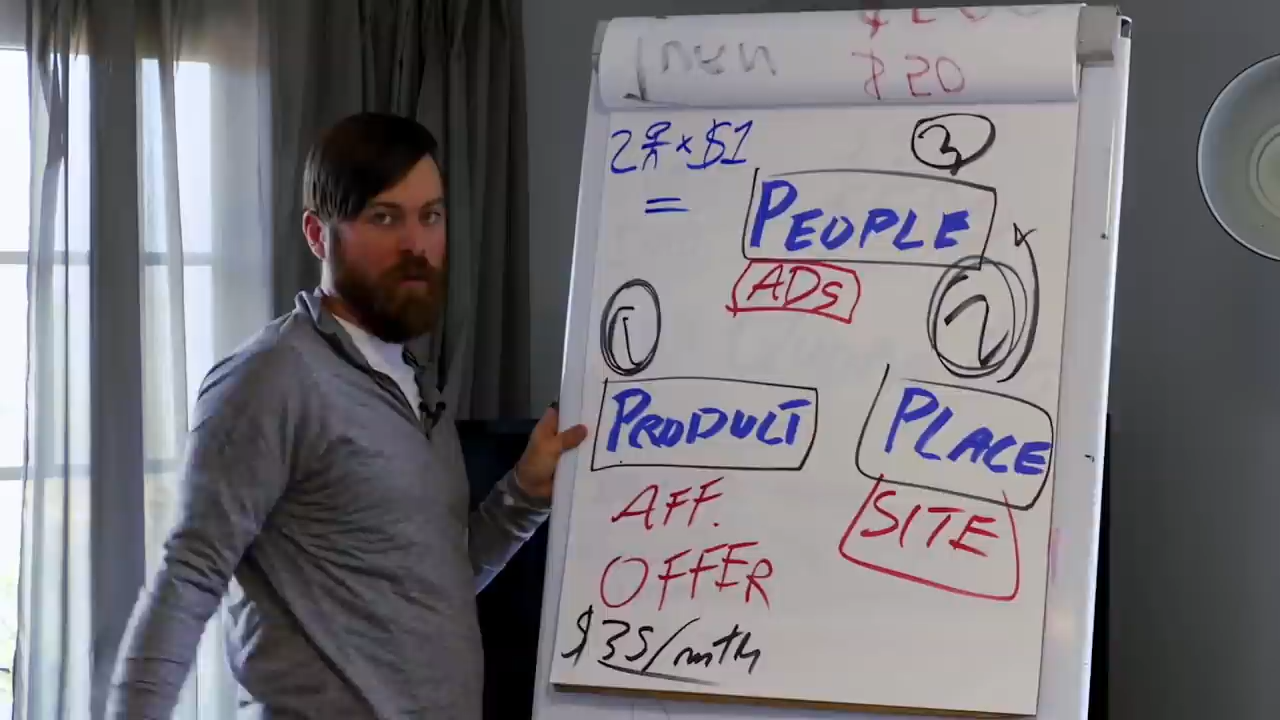 $20
2 × $1
3
=
PEOPLE
ADS
1
2
PRODUCT
PLACE
AFF.
SITE
OFFER
$35/mth